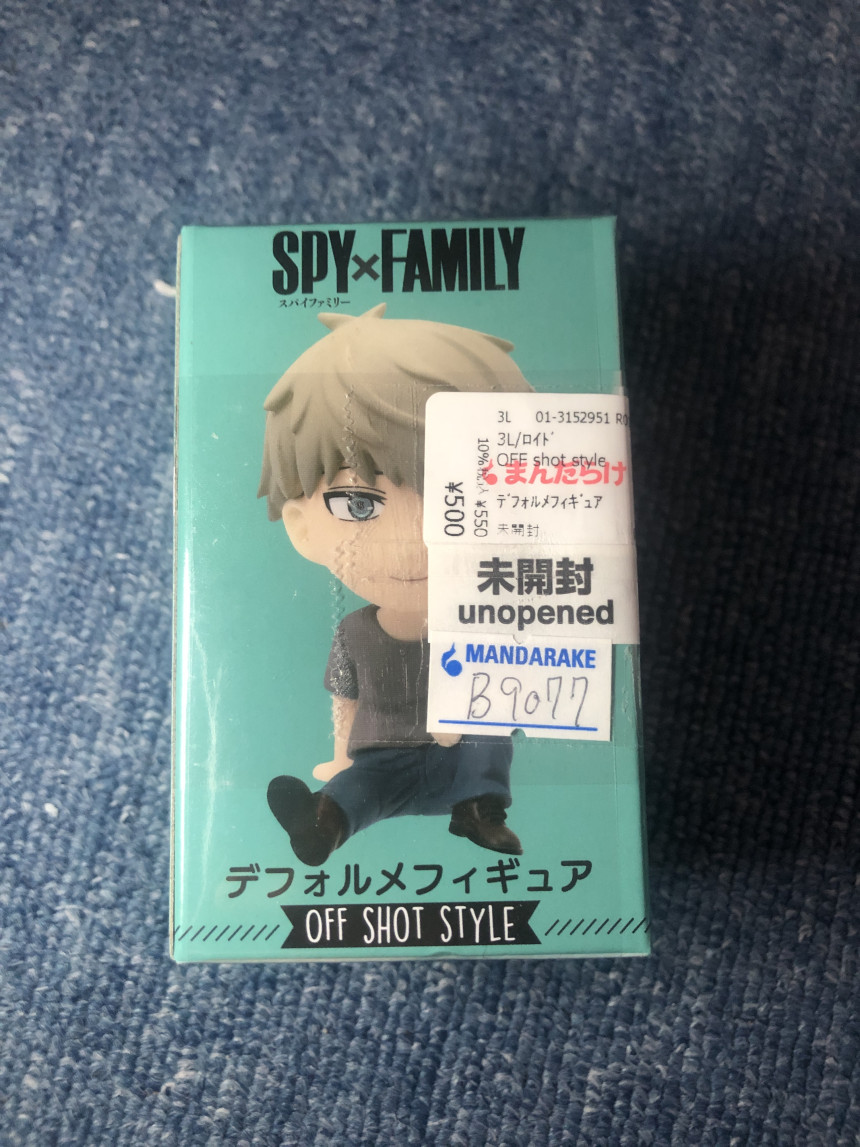 SPY×FAMILY
スパイファミリー
3L 01-3152951
3L/ロイド
OFF shot style
まんだらけ
デフォルメフィギュア
未開封
¥500
10% ¥550
未開封
unopened
MANDARAKE
B9077
デフォルメフィギュア
OFF SHOT STYLE